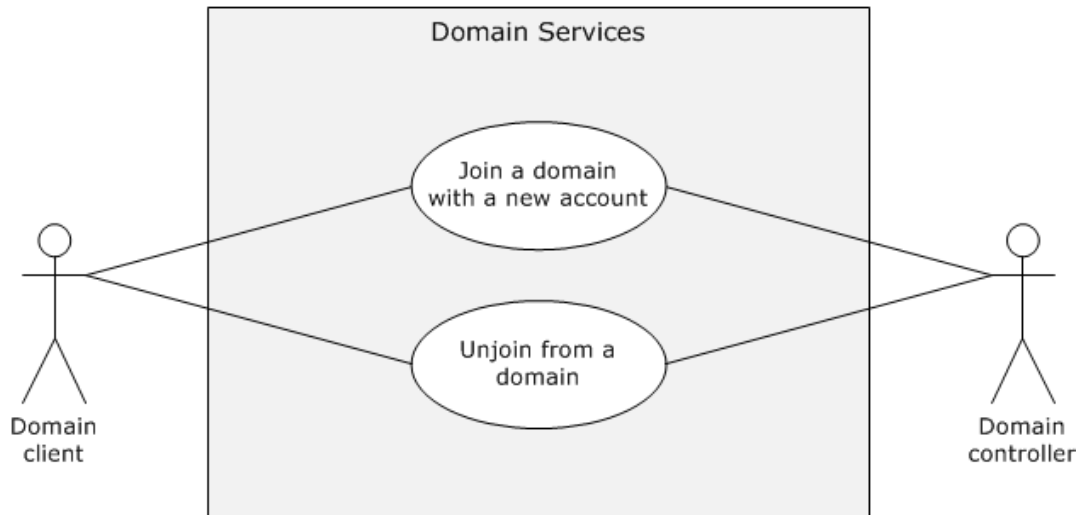 Domain Services
Join a domain
with a new account
Unjoin from a
domain
Domain
client
Domain
controller